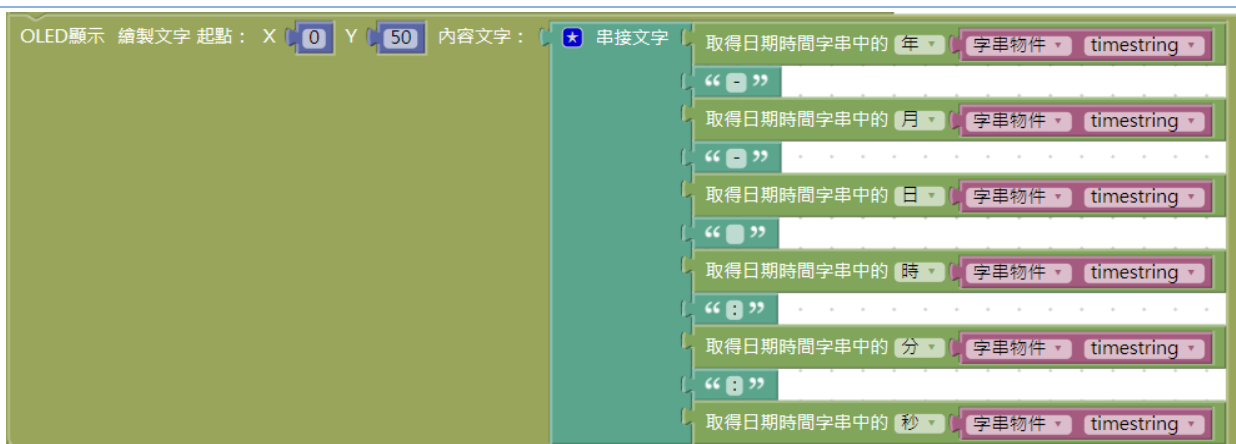 OLED顯示 繪製文字 起點： X 0 Y 50 內容文字： 串接文字 取得日期時間字串中的 年 字串物件 timestring
“ - ”
取得日期時間字串中的 月 字串物件 timestring
“ - ”
取得日期時間字串中的 日 字串物件 timestring
“ ”
取得日期時間字串中的 時 字串物件 timestring
“ : ”
取得日期時間字串中的 分 字串物件 timestring
“ : ”
取得日期時間字串中的 秒 字串物件 timestring